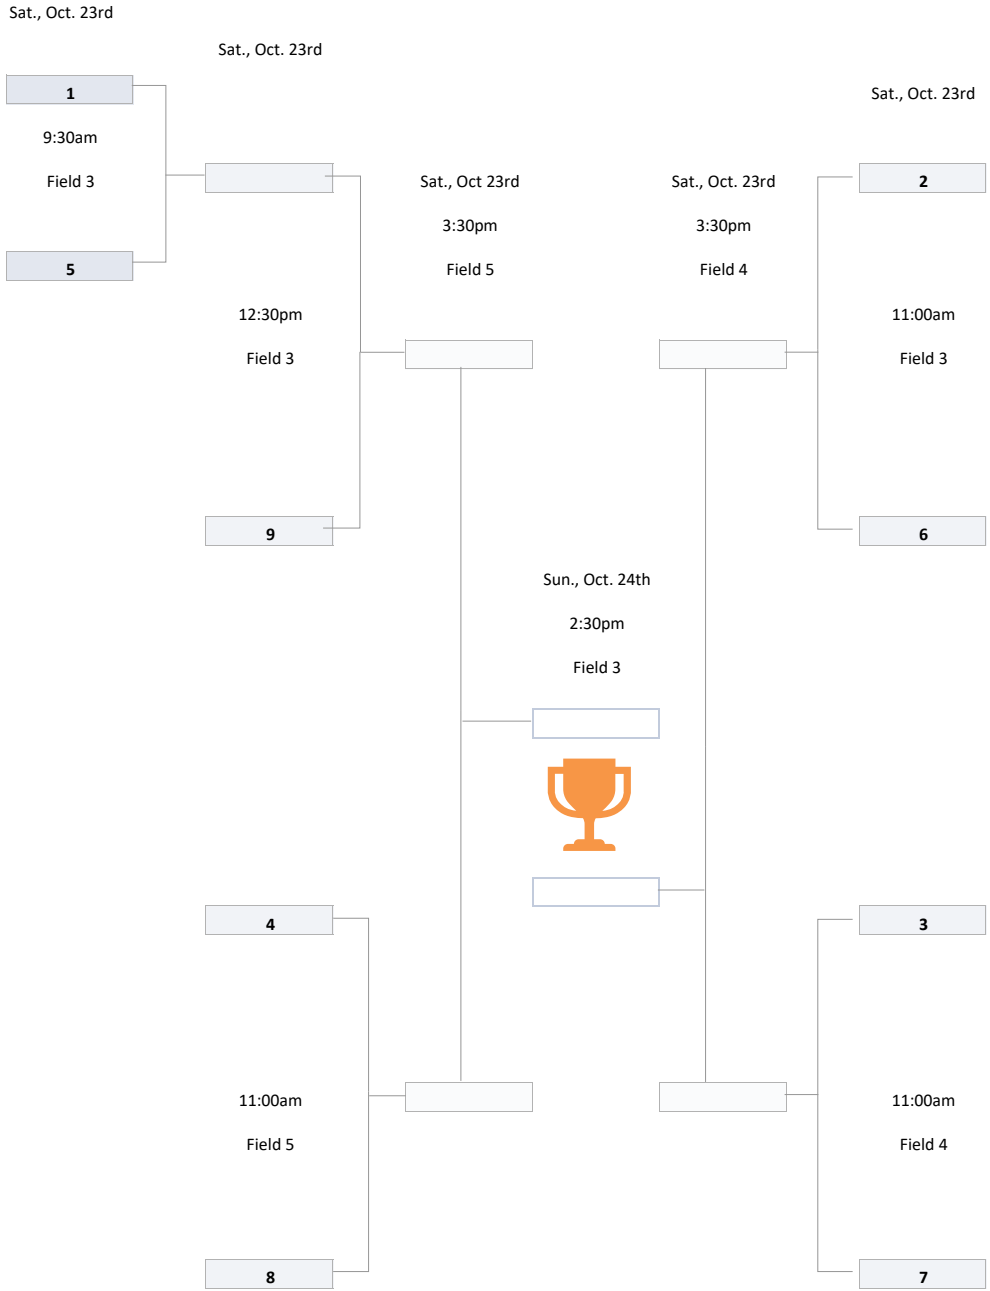 Sat., Oct. 23rd
Sat., Oct. 23rd
1
Sat., Oct. 23rd
9:30am
Field 3
Sat., Oct 23rd
Sat., Oct. 23rd
2
3:30pm
3:30pm
5
Field 5
Field 4
12:30pm
11:00am
Field 3
Field 3
9
6
Sun., Oct. 24th
2:30pm
Field 3
4
3
11:00am
11:00am
Field 5
Field 4
8
7